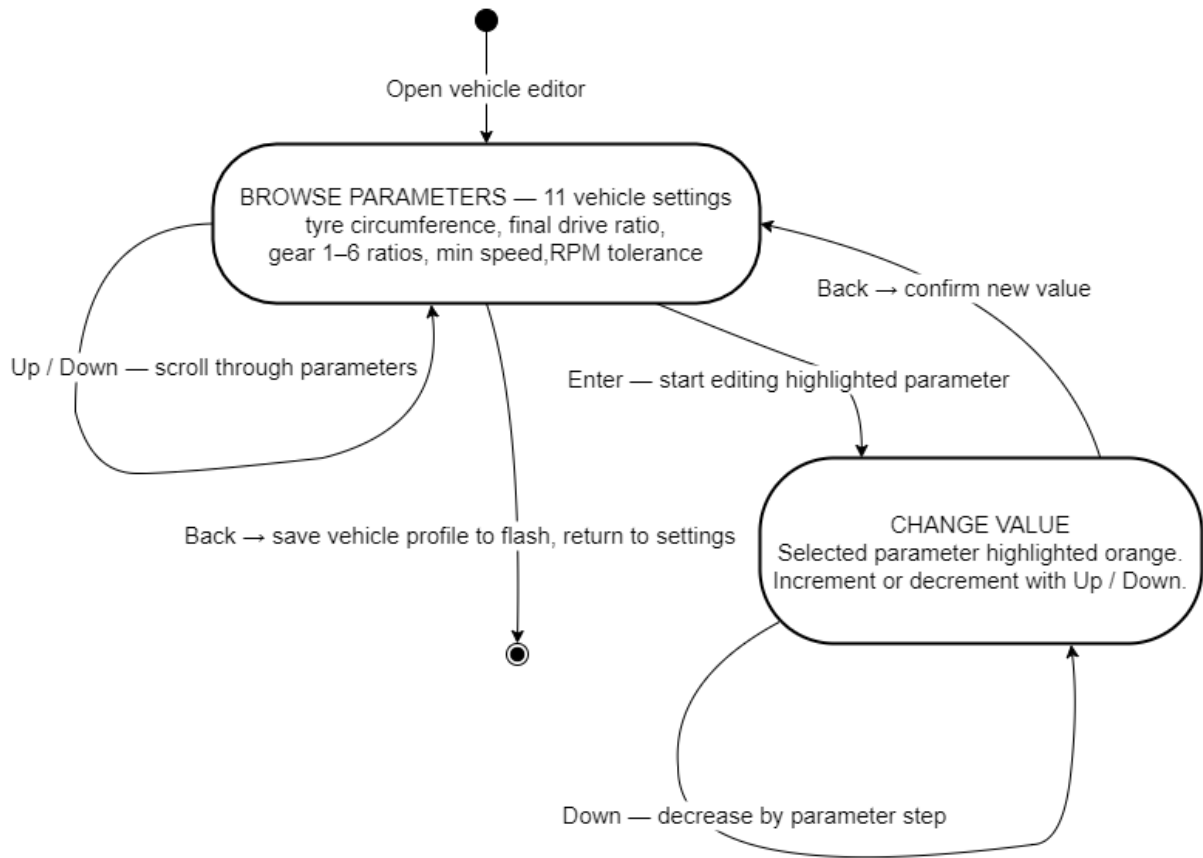 Open vehicle editor
BROWSE PARAMETERS — 11 vehicle settings
tyre circumference, final drive ratio,
gear 1–6 ratios, min speed,RPM tolerance
Back → confirm new value
Up / Down — scroll through parameters
Enter — start editing highlighted parameter
Back → save vehicle profile to flash, return to settings
CHANGE VALUE
Selected parameter highlighted orange.
Increment or decrement with Up / Down.
Down — decrease by parameter step